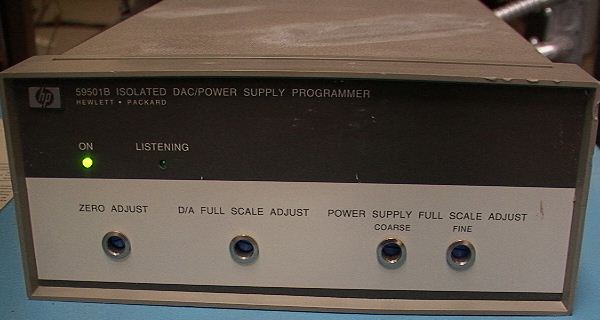 hp 59501B ISOLATED DAC/POWER SUPPLY PROGRAMMER
HEWLETT • PACKARD
ON LISTENING
ZERO ADJUST D/A FULL SCALE ADJUST POWER SUPPLY FULL SCALE ADJUST
COARSE FINE